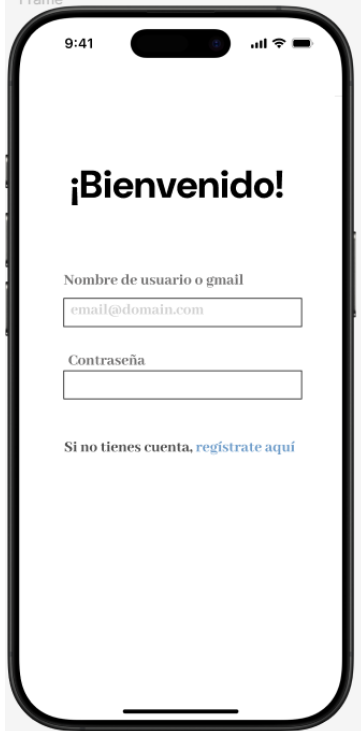 Frame
9:41
¡Bienvenido!
Nombre de usuario o gmail
email@domain.com
Contraseña
Si no tienes cuenta, regístrate aquí